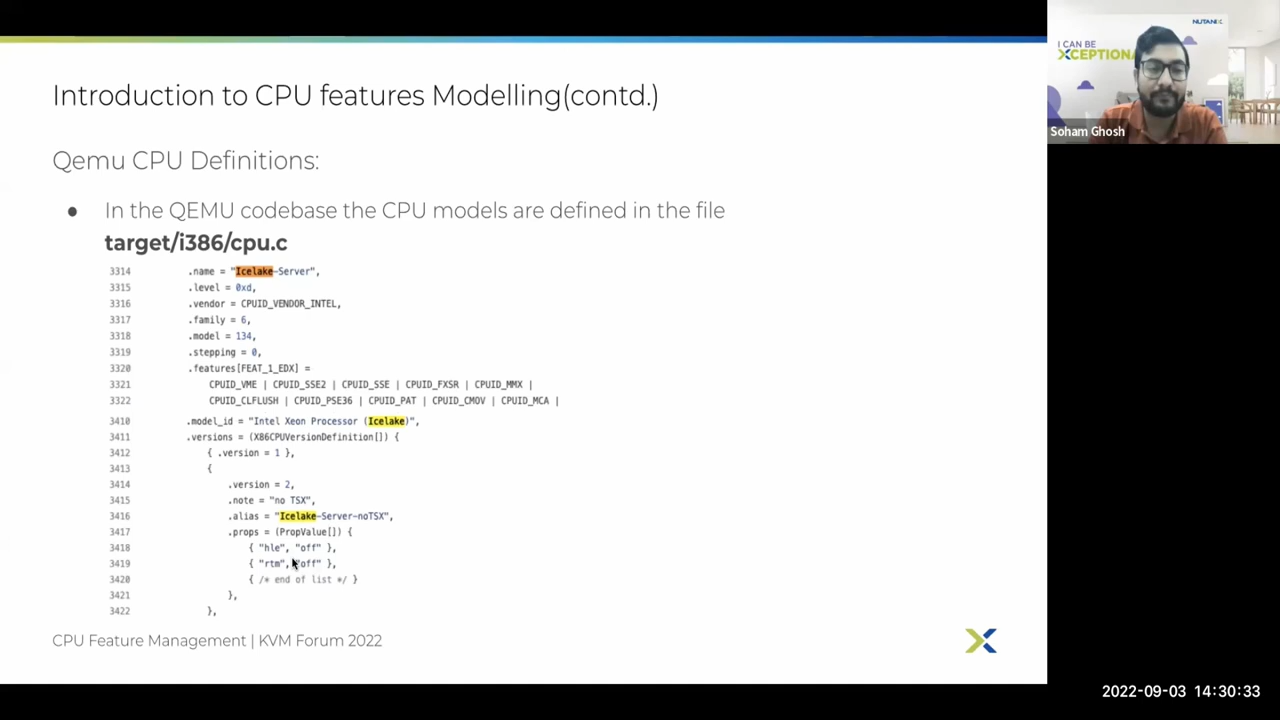 NUTANIX
I CAN BE
XCEPTIONA
Soham Ghosh
Introduction to CPU features Modelling(contd.)
Qemu CPU Definitions:
● In the QEMU codebase the CPU models are defined in the file
target/i386/cpu.c
3314 .name = "Icelake-Server",
3315 .level = 0xd,
3316 .vendor = CPUID_VENDOR_INTEL,
3317 .family = 6,
3318 .model = 134,
3319 .stepping = 0,
3320 .features[FEAT_1_EDX] =
3321 CPUID_VME | CPUID_SSE2 | CPUID_SSE | CPUID_FXSR | CPUID_MMX |
3322 CPUID_CLFLUSH | CPUID_PSE36 | CPUID_PAT | CPUID_CMOV | CPUID_MCA |
3410 .model_id = "Intel Xeon Processor (Icelake)",
3411 .versions = (X86CPUVersionDefinition[]) {
3412 { .version = 1 },
3413 {
3414 .version = 2,
3415 .note = "no TSX",
3416 .alias = "Icelake-Server-noTSX",
3417 .props = (PropValue[]) {
3418 { "hle", "off" },
3419 { "rtm", "off" },
3420 { /* end of list */ }
3421 },
3422 },
CPU Feature Management | KVM Forum 2022
2022-09-03 14:30:33